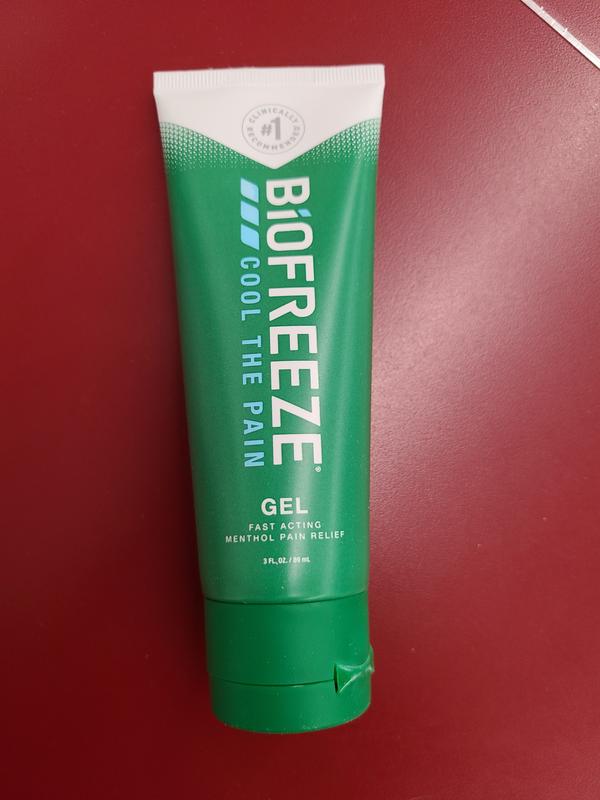 CLINICALLY
#1
RECOMMENDED
BiOFREEZE®
COOL THE PAIN
GEL
FAST ACTING
MENTHOL PAIN RELIEF
3 FL. OZ. / 89 mL